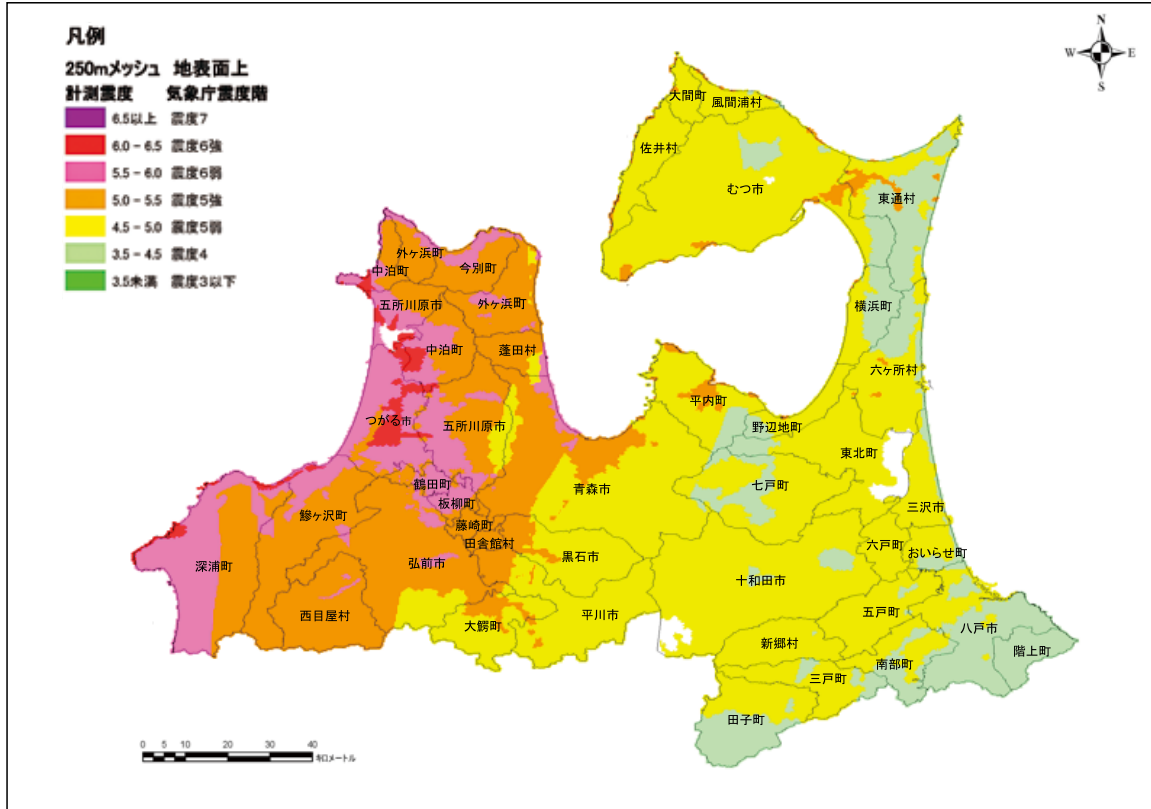 凡例
250mメッシュ 地表面上
計測震度 気象庁震度階
6.5以上 震度7
6.0-6.5 震度6強
5.5-6.0 震度6弱
5.0-5.5 震度5強
4.5-5.0 震度5弱
3.5-4.5 震度4
3.5未満 震度3以下
N
W E
S
大間町
風間浦村
佐井村
むつ市
東通村
外ヶ浜町
中泊町
今別町
五所川原市
外ヶ浜町
横浜町
中泊町
蓬田村
六ヶ所村
平内町
つがる市
五所川原市
野辺地町
東北町
鶴田町
青森市
七戸町
板柳町
三沢市
鰺ヶ沢町
藤崎町
田舎館村
六戸町
おいらせ町
深浦町
弘前市
黒石市
十和田市
西目屋村
大鰐町
平川市
五戸町
八戸市
新郷村
階上町
南部町
三戸町
田子町
0 5 10 20 30 40
キロメートル